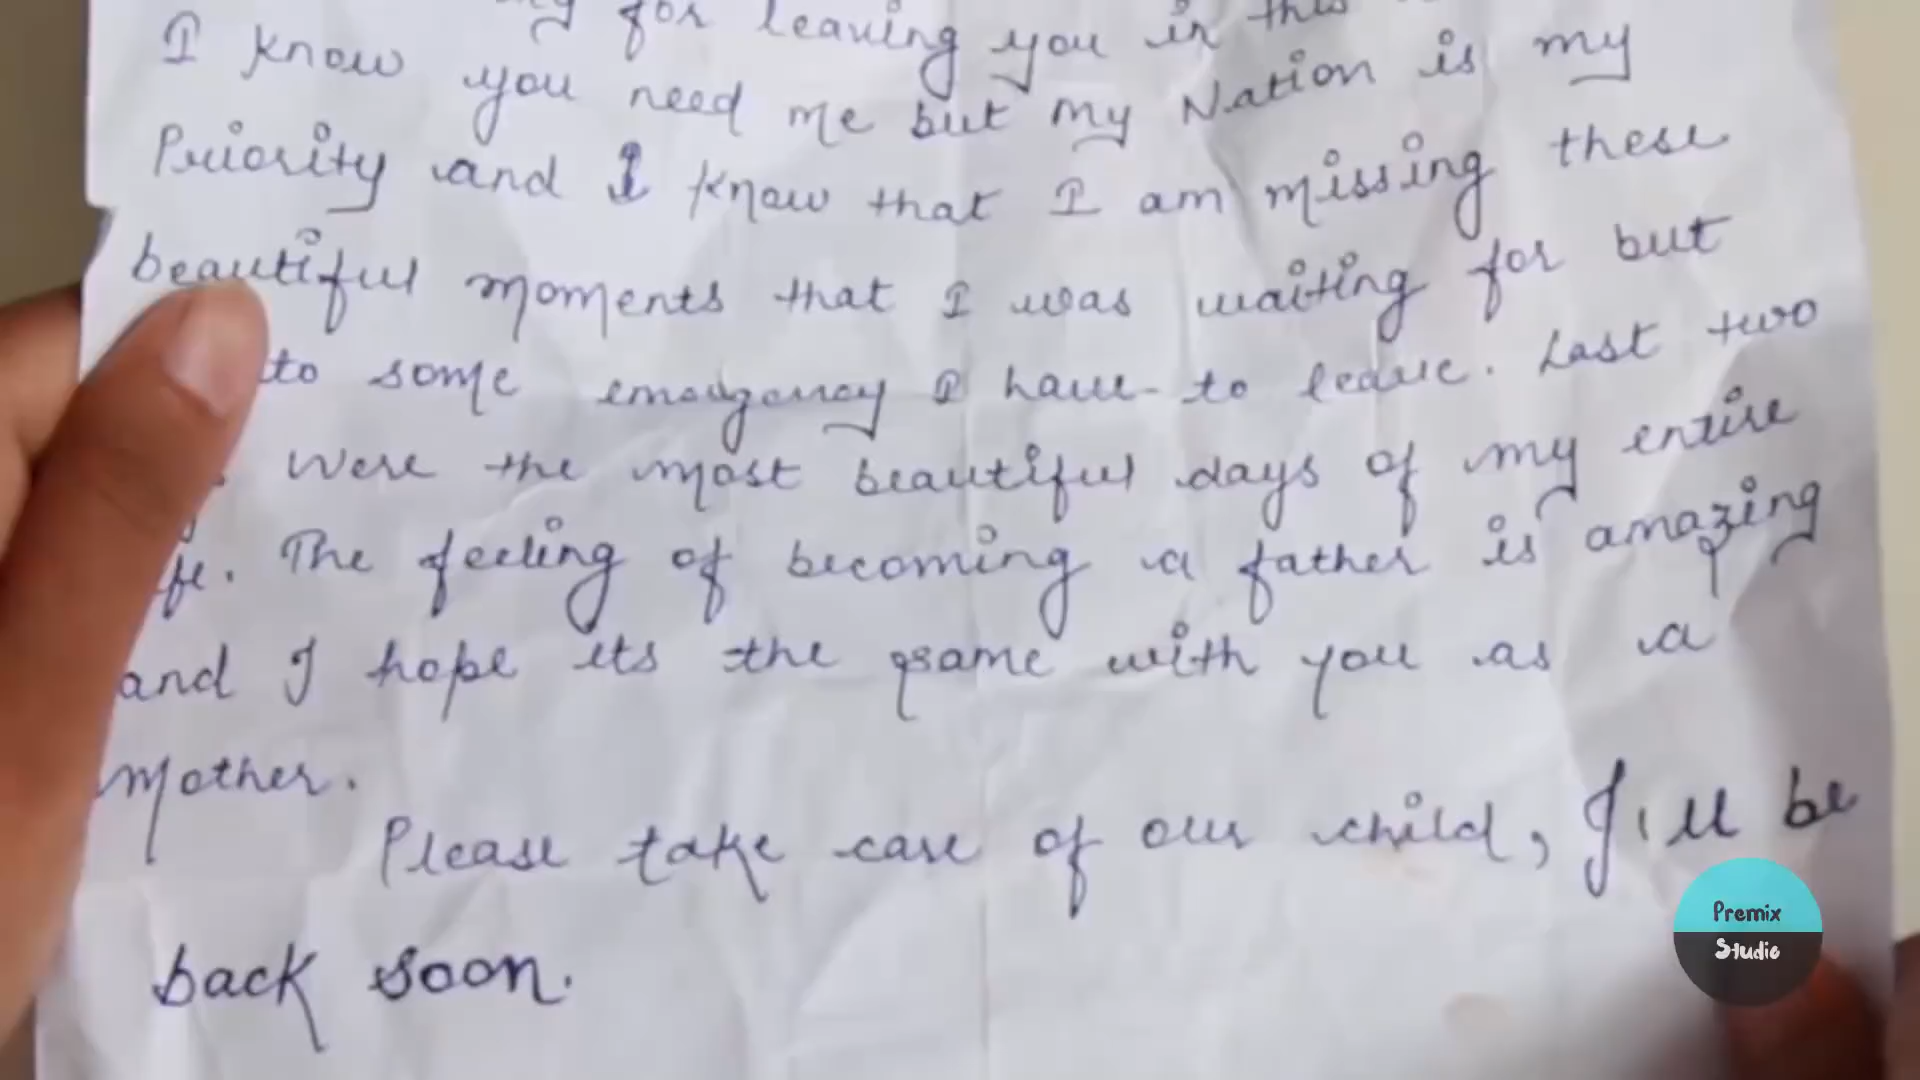 for leaving you in this
I know you need me but my Nation is my
Priority and I know that I am missing these
beautiful moments that I was waiting for but
to some emergency I have to leave. Last two
Were the most beautiful days of my entire
fe. The feeling of becoming a father is amazing
and I hope its the same with you as a
Mother.
Please take care of our child, I'll be
back soon.
Premix
Studio